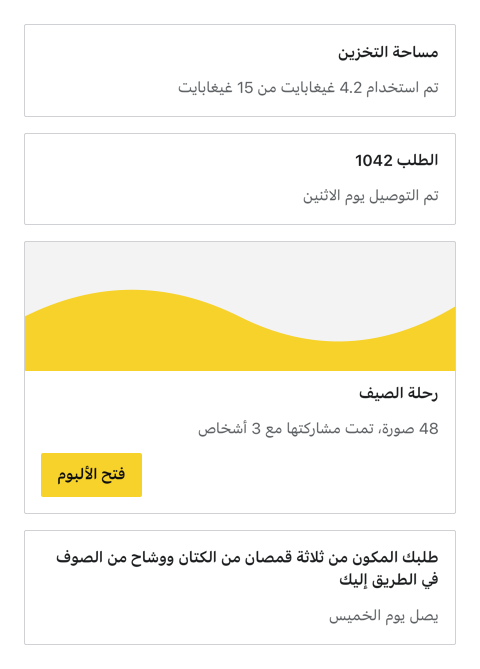 مساحة التخزين
تم استخدام 4.2 غيغابايت من 15 غيغابايت
الطلب 1042
تم التوصيل يوم الاثنين
رحلة الصيف
48 صورة، تمت مشاركتها مع 3 أشخاص
فتح الألبوم
طلبك المكون من ثلاثة قمصان من الكتان ووشاح من الصوف
في الطريق إليك
يصل يوم الخميس